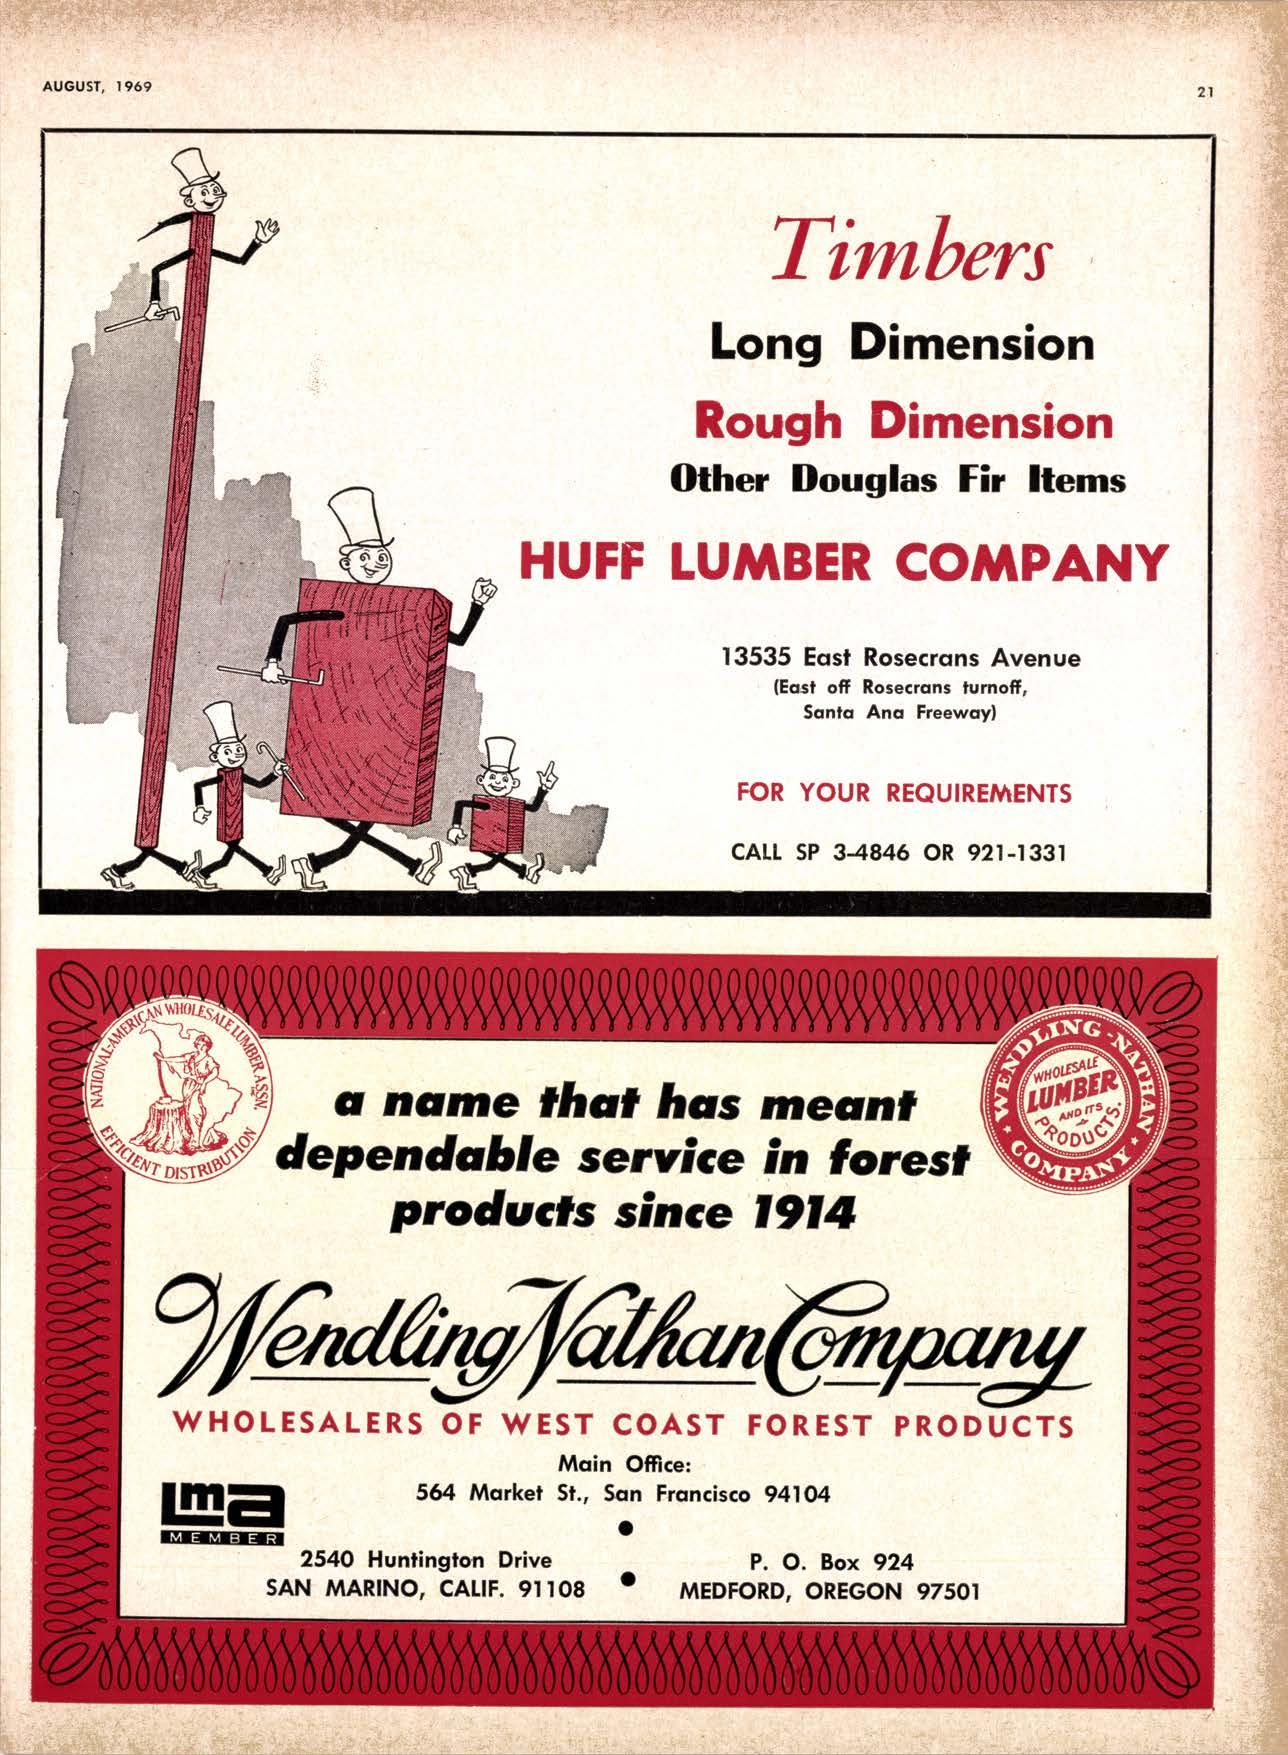 AUGUST, 1969
21
Timbers
Long Dimension
Rough Dimension
Other Douglas Fir Items
HUFF LUMBER COMPANY
13535 East Rosecrans Avenue
(East off Rosecrans turnoff,
Santa Ana Freeway)
FOR YOUR REQUIREMENTS
CALL SP 3-4846 OR 921-1331
NATIONAL-AMERICAN WHOLESALE LUMBER ASSN. INC
EFFICIENT DISTRIBUTION
WENDLING-NATHAN
COMPANY
WHOLESALE
LUMBER
AND ITS
PRODUCTS.
a name that has meant
dependable service in forest
products since 1914
Wendling Nathan Company
WHOLESALERS OF WEST COAST FOREST PRODUCTS
Main Office:
564 Market St., San Francisco 94104
lma
MEMBER
2540 Huntington Drive
SAN MARINO, CALIF. 91108
P. O. Box 924
MEDFORD, OREGON 97501